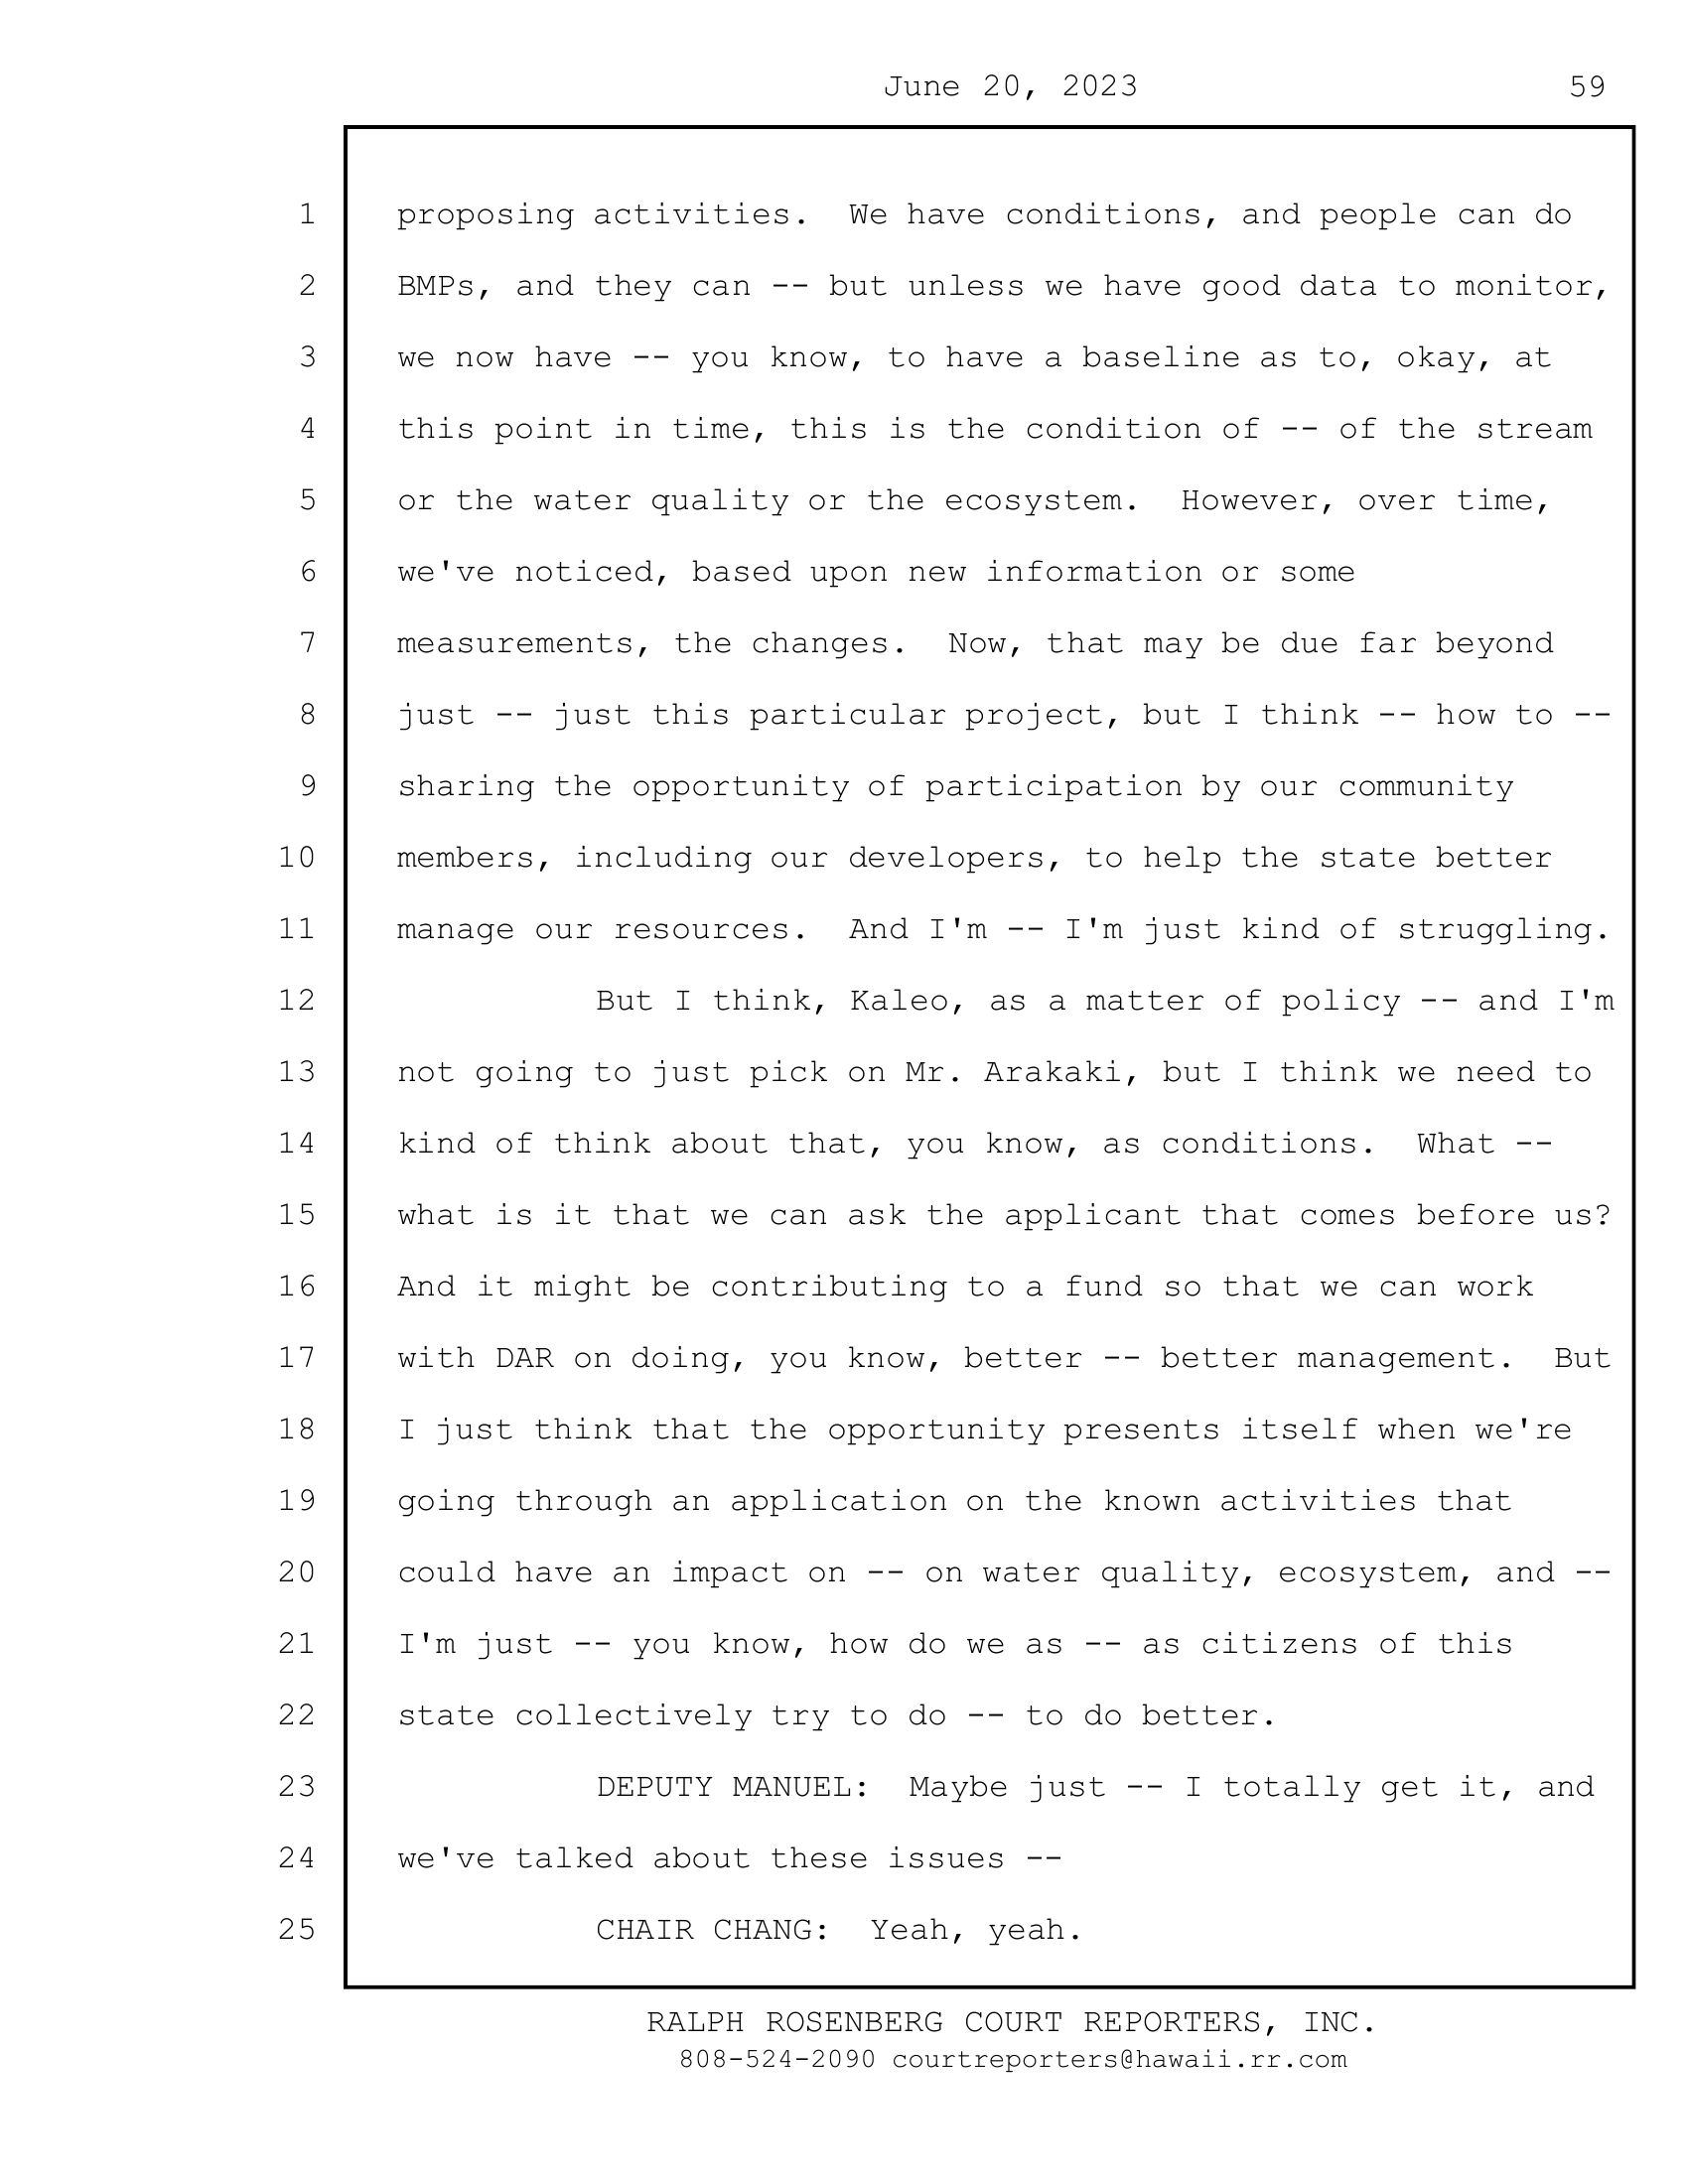 June 20, 2023 59
1 proposing activities.  We have conditions, and people can do
2 BMPs, and they can -- but unless we have good data to monitor,
3 we now have -- you know, to have a baseline as to, okay, at
4 this point in time, this is the condition of -- of the stream
5 or the water quality or the ecosystem.  However, over time,
6 we've noticed, based upon new information or some
7 measurements, the changes.  Now, that may be due far beyond
8 just -- just this particular project, but I think -- how to --
9 sharing the opportunity of participation by our community
10 members, including our developers, to help the state better
11 manage our resources.  And I'm -- I'm just kind of struggling.
12 But I think, Kaleo, as a matter of policy -- and I'm
13 not going to just pick on Mr. Arakaki, but I think we need to
14 kind of think about that, you know, as conditions.  What --
15 what is it that we can ask the applicant that comes before us?
16 And it might be contributing to a fund so that we can work
17 with DAR on doing, you know, better -- better management.  But
18 I just think that the opportunity presents itself when we're
19 going through an application on the known activities that
20 could have an impact on -- on water quality, ecosystem, and --
21 I'm just -- you know, how do we as -- as citizens of this
22 state collectively try to do -- to do better.
23 DEPUTY MANUEL:  Maybe just -- I totally get it, and
24 we've talked about these issues --
25 CHAIR CHANG:  Yeah, yeah.
RALPH ROSENBERG COURT REPORTERS, INC.
808-524-2090 courtreporters@hawaii.rr.com